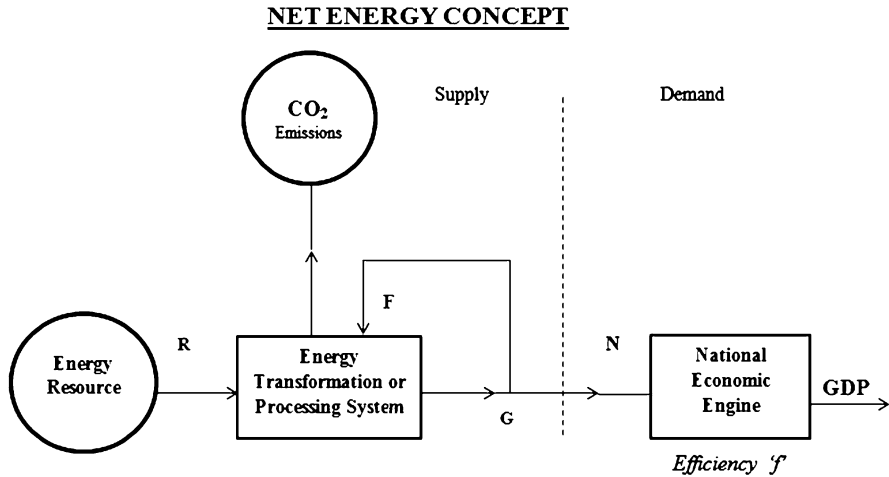 NET ENERGY CONCEPT
CO₂
Emissions
Supply
Demand
F
R
N
Energy
Resource
Energy
Transformation or
Processing System
G
National
Economic
Engine
GDP
Efficiency ‘f’